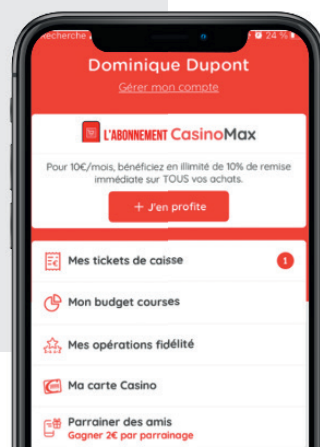 Recherche
24 %
Dominique Dupont
Gérer mon compte
L'ABONNEMENT CasinoMax
Pour 10€/mois, bénéficiez en illimité de 10% de remise
immédiate sur TOUS vos achats.
+ J'en profite
Mes tickets de caisse 1
Mon budget courses
Mes opérations fidélité
Ma carte Casino
Parrainer des amis
Gagner 2€ par parrainage